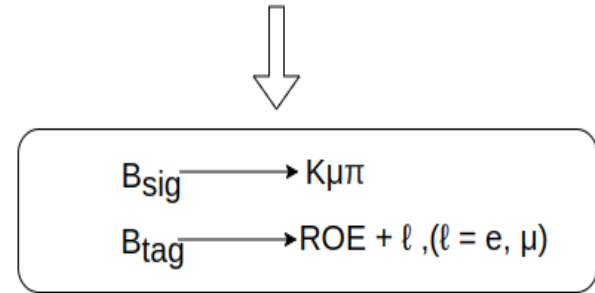 Bsig → Kμπ
Btag → ROE + ℓ ,(ℓ = e, μ)